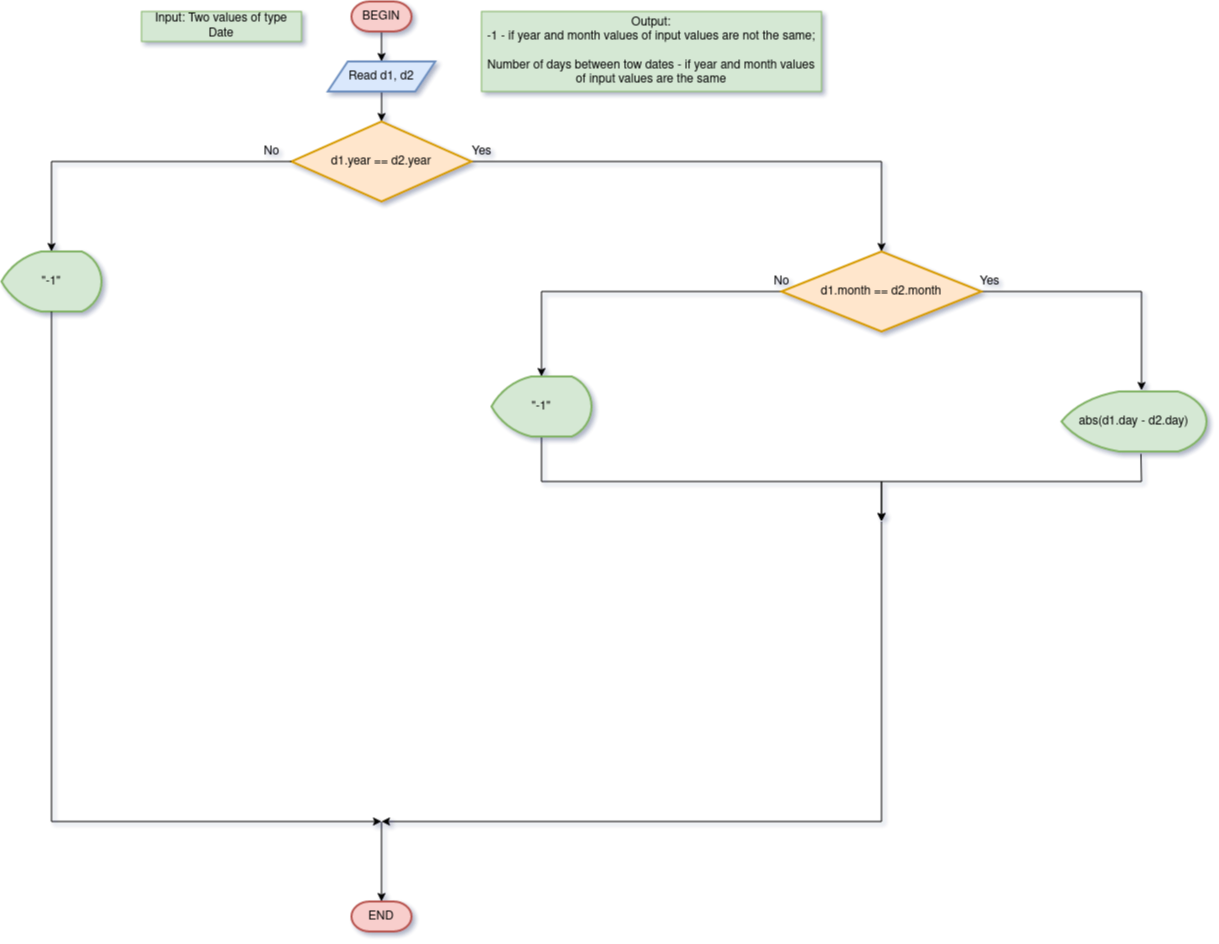 Input: Two values of type
Date
BEGIN
Output:
-1 - if year and month values of input values are not the same;
Number of days between tow dates - if year and month values
of input values are the same
Read d1, d2
No
d1.year == d2.year
Yes
"-1"
No
d1.month == d2.month
Yes
"-1"
abs(d1.day - d2.day)
END